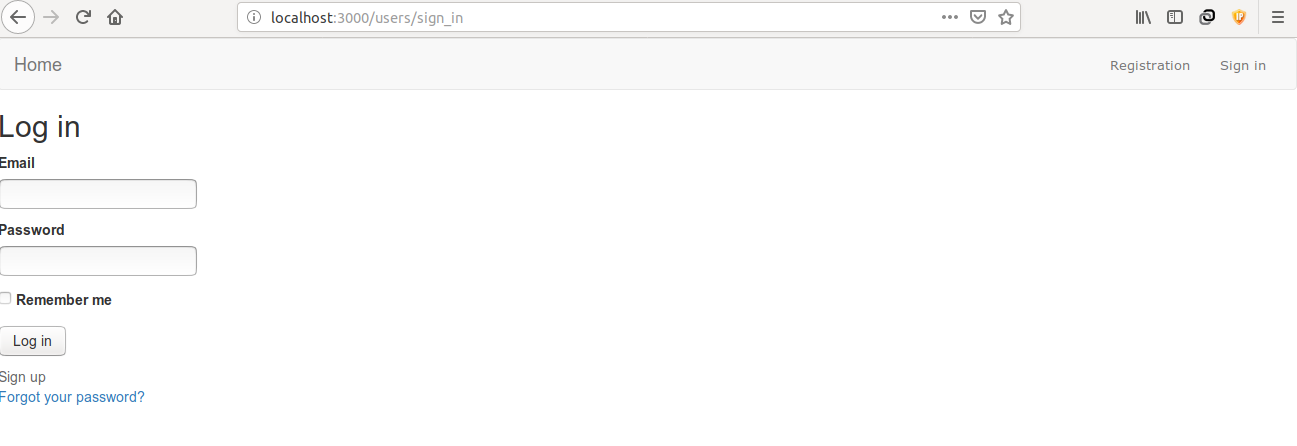 localhost:3000/users/sign_in
Home Registration Sign in
Log in
Email
Password
Remember me
Log in
Sign up
Forgot your password?